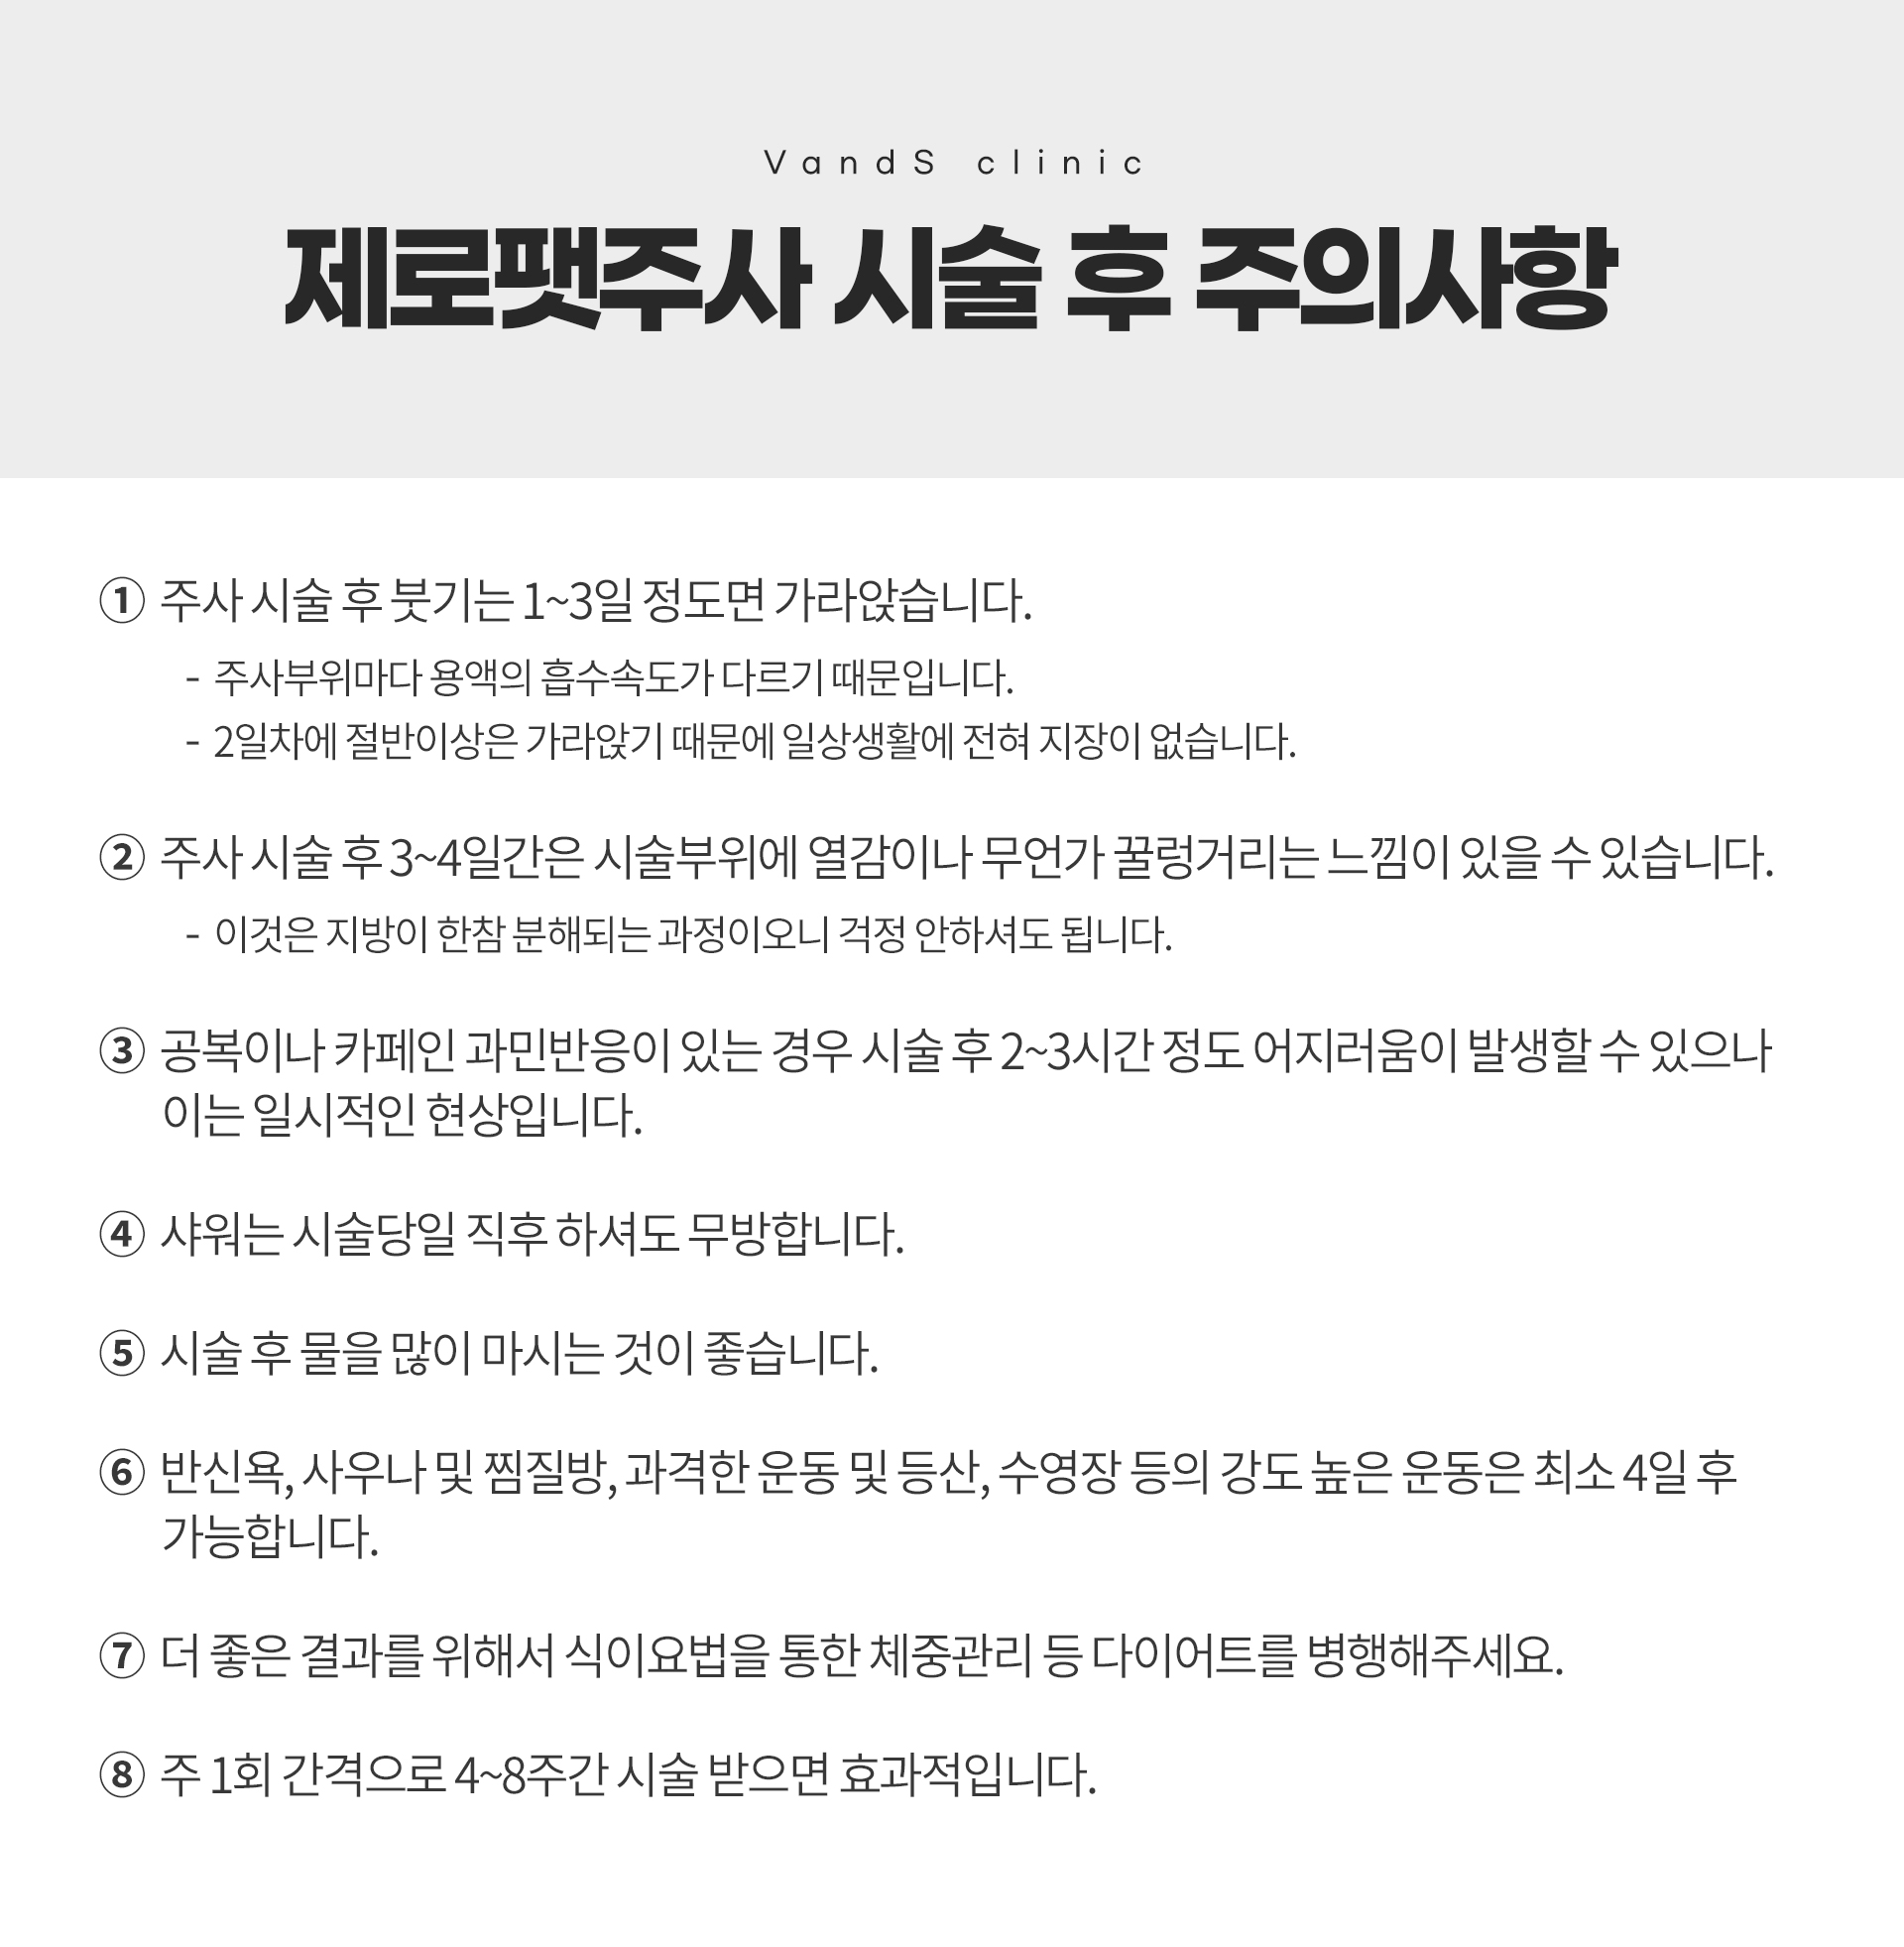 VandS clinic
제로팻주사 시술 후 주의사항
① 주사 시술 후 붓기는 1~3일 정도면 가라앉습니다.
- 주사부위마다 용액의 흡수속도가 다르기 때문입니다.
- 2일차에 절반이상은 가라앉기 때문에 일상생활에 전혀 지장이 없습니다.
② 주사 시술 후 3~4일간은 시술부위에 열감이나 무언가 꿀렁거리는 느낌이 있을 수 있습니다.
- 이것은 지방이 한참 분해되는 과정이오니 걱정 안하셔도 됩니다.
③ 공복이나 카페인 과민반응이 있는 경우 시술 후 2~3시간 정도 어지러움이 발생할 수 있으나
이는 일시적인 현상입니다.
④ 샤워는 시술당일 직후 하셔도 무방합니다.
⑤ 시술 후 물을 많이 마시는 것이 좋습니다.
⑥ 반신욕, 사우나 및 찜질방, 과격한 운동 및 등산, 수영장 등의 강도 높은 운동은 최소 4일 후
가능합니다.
⑦ 더 좋은 결과를 위해서 식이요법을 통한 체중관리 등 다이어트를 병행해주세요.
⑧ 주 1회 간격으로 4~8주간 시술 받으면 효과적입니다.